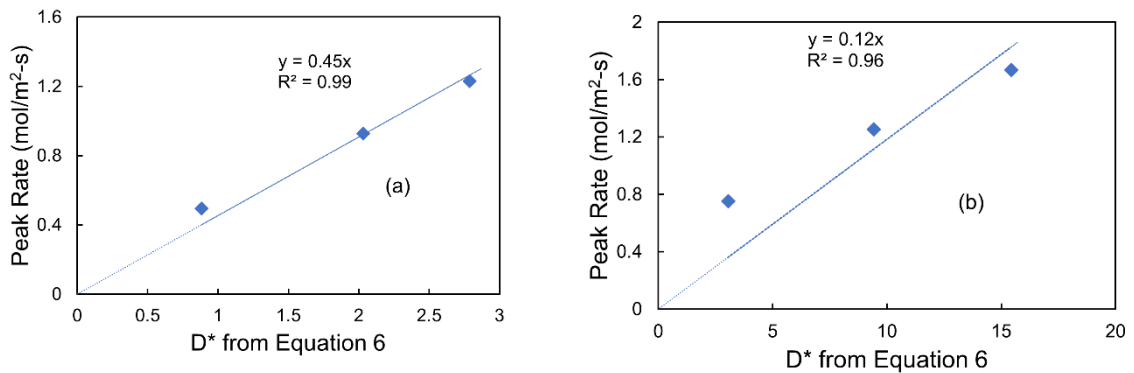 1.6
1.2
0.8
0.4
0
Peak Rate (mol/m²-s)
y = 0.45x
R² = 0.99
(a)
0 0.5 1 1.5 2 2.5 3
D* from Equation 6
2
1.6
1.2
0.8
0.4
0
Peak Rate (mol/m²-s)
y = 0.12x
R² = 0.96
(b)
0 5 10 15 20
D* from Equation 6